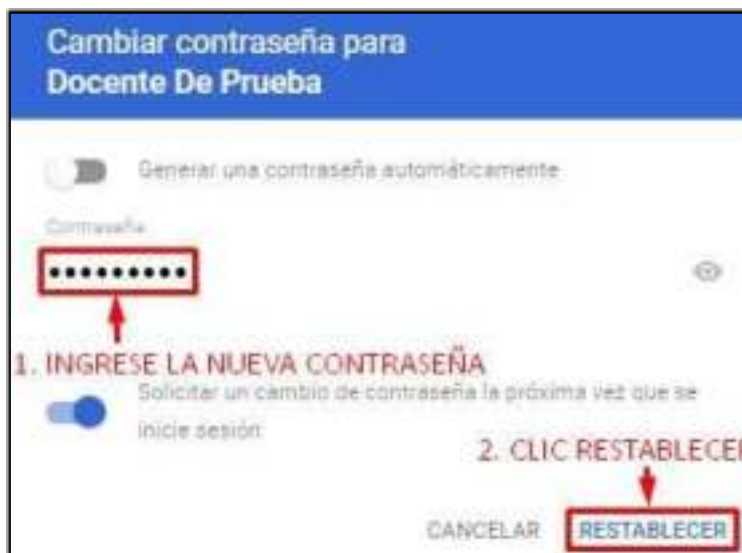 Cambiar contraseña para
Docente De Prueba
Generar una contraseña automáticamente
Contraseña
•••••••••
1. INGRESE LA NUEVA CONTRASEÑA
Solicitar un cambio de contraseña la próxima vez que se
inicie sesión
2. CLIC RESTABLECER
CANCELAR RESTABLECER